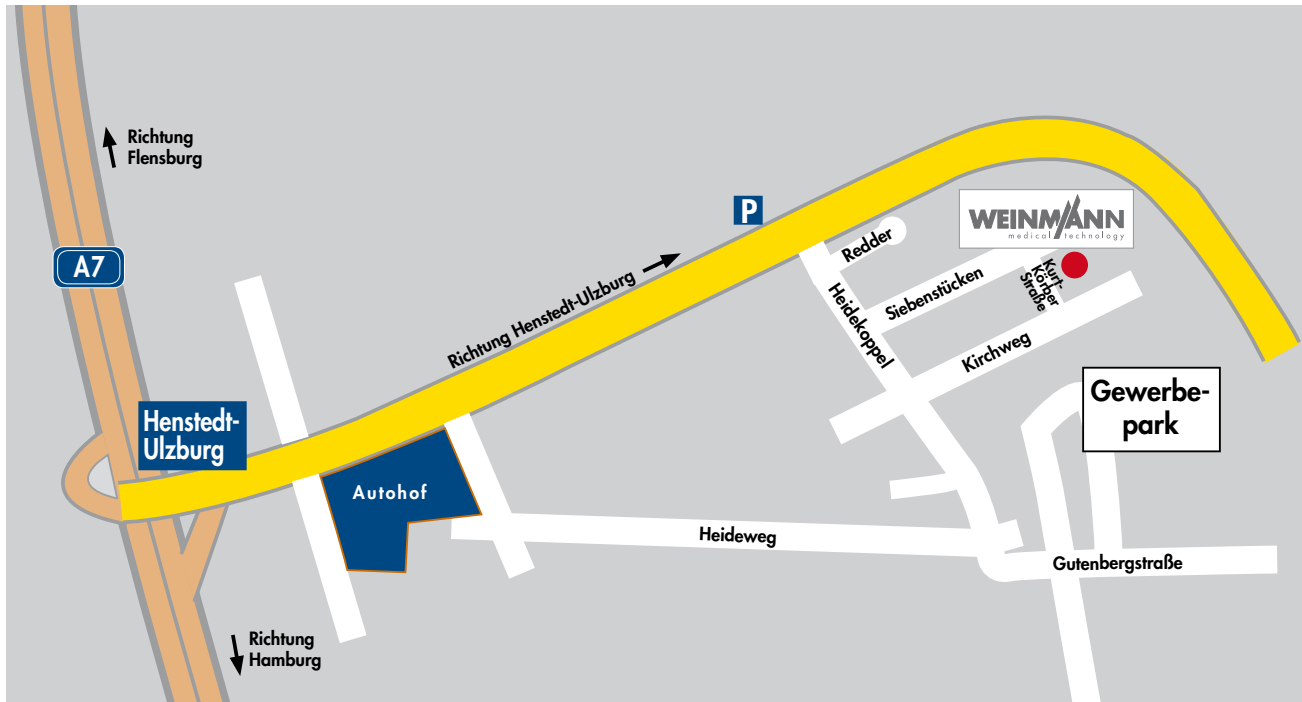 Richtung
Flensburg
A7
P
WEINMANN
medical technology
Redder
Richtung Henstedt-Ulzburg
Siebenstücken
Kurt-
Körber
Straße
Heidekoppel
Kirchweg
Henstedt-
Ulzburg
Gewerbe-
park
Autohof
Heideweg
Gutenbergstraße
Richtung
Hamburg